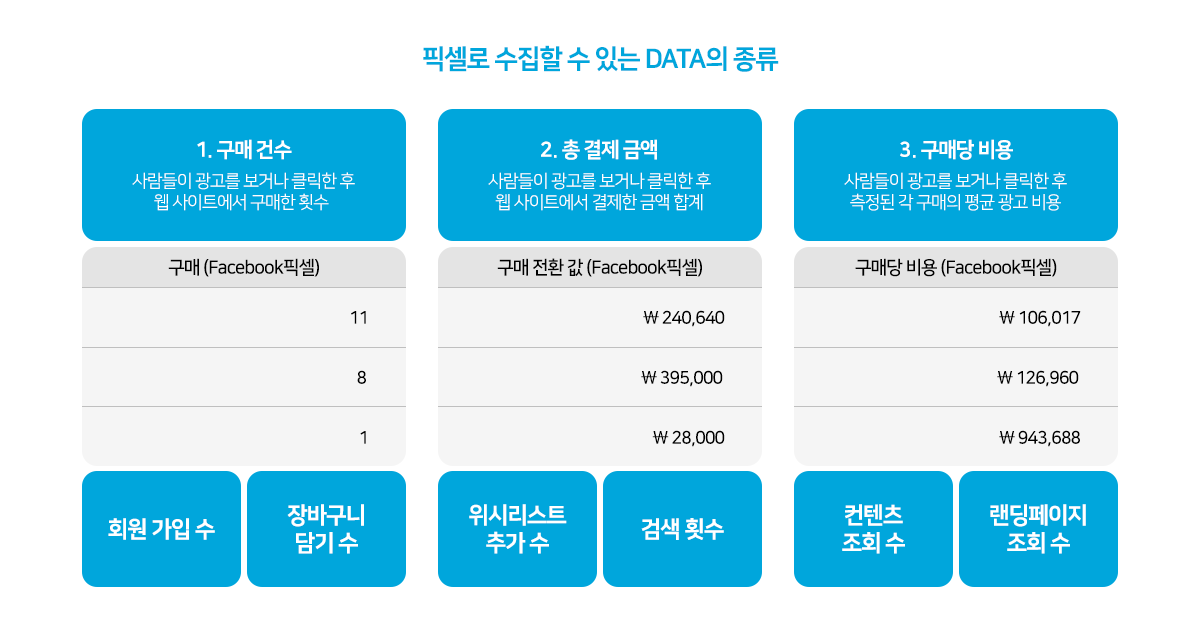 픽셀로 수집할 수 있는 DATA의 종류
1. 구매 건수
사람들이 광고를 보거나 클릭한 후
웹 사이트에서 구매한 횟수
구매 (Facebook픽셀)
11
8
1
2. 총 결제 금액
사람들이 광고를 보거나 클릭한 후
웹 사이트에서 결제한 금액 합계
구매 전환 값 (Facebook픽셀)
₩ 240,640
₩ 395,000
₩ 28,000
3. 구매당 비용
사람들이 광고를 보거나 클릭한 후
측정된 각 구매의 평균 광고 비용
구매당 비용 (Facebook픽셀)
₩ 106,017
₩ 126,960
₩ 943,688
회원 가입 수
장바구니
담기 수
위시리스트
추가 수
검색 횟수
컨텐츠
조회 수
랜딩페이지
조회 수